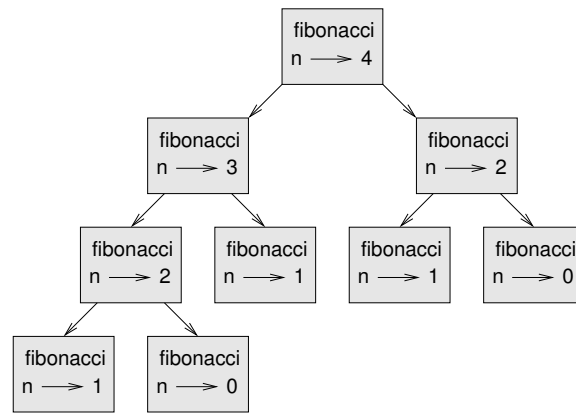 fibonacci
n → 4
fibonacci
n → 3
fibonacci
n → 2
fibonacci
n → 2
fibonacci
n → 1
fibonacci
n → 1
fibonacci
n → 0
fibonacci
n → 1
fibonacci
n → 0